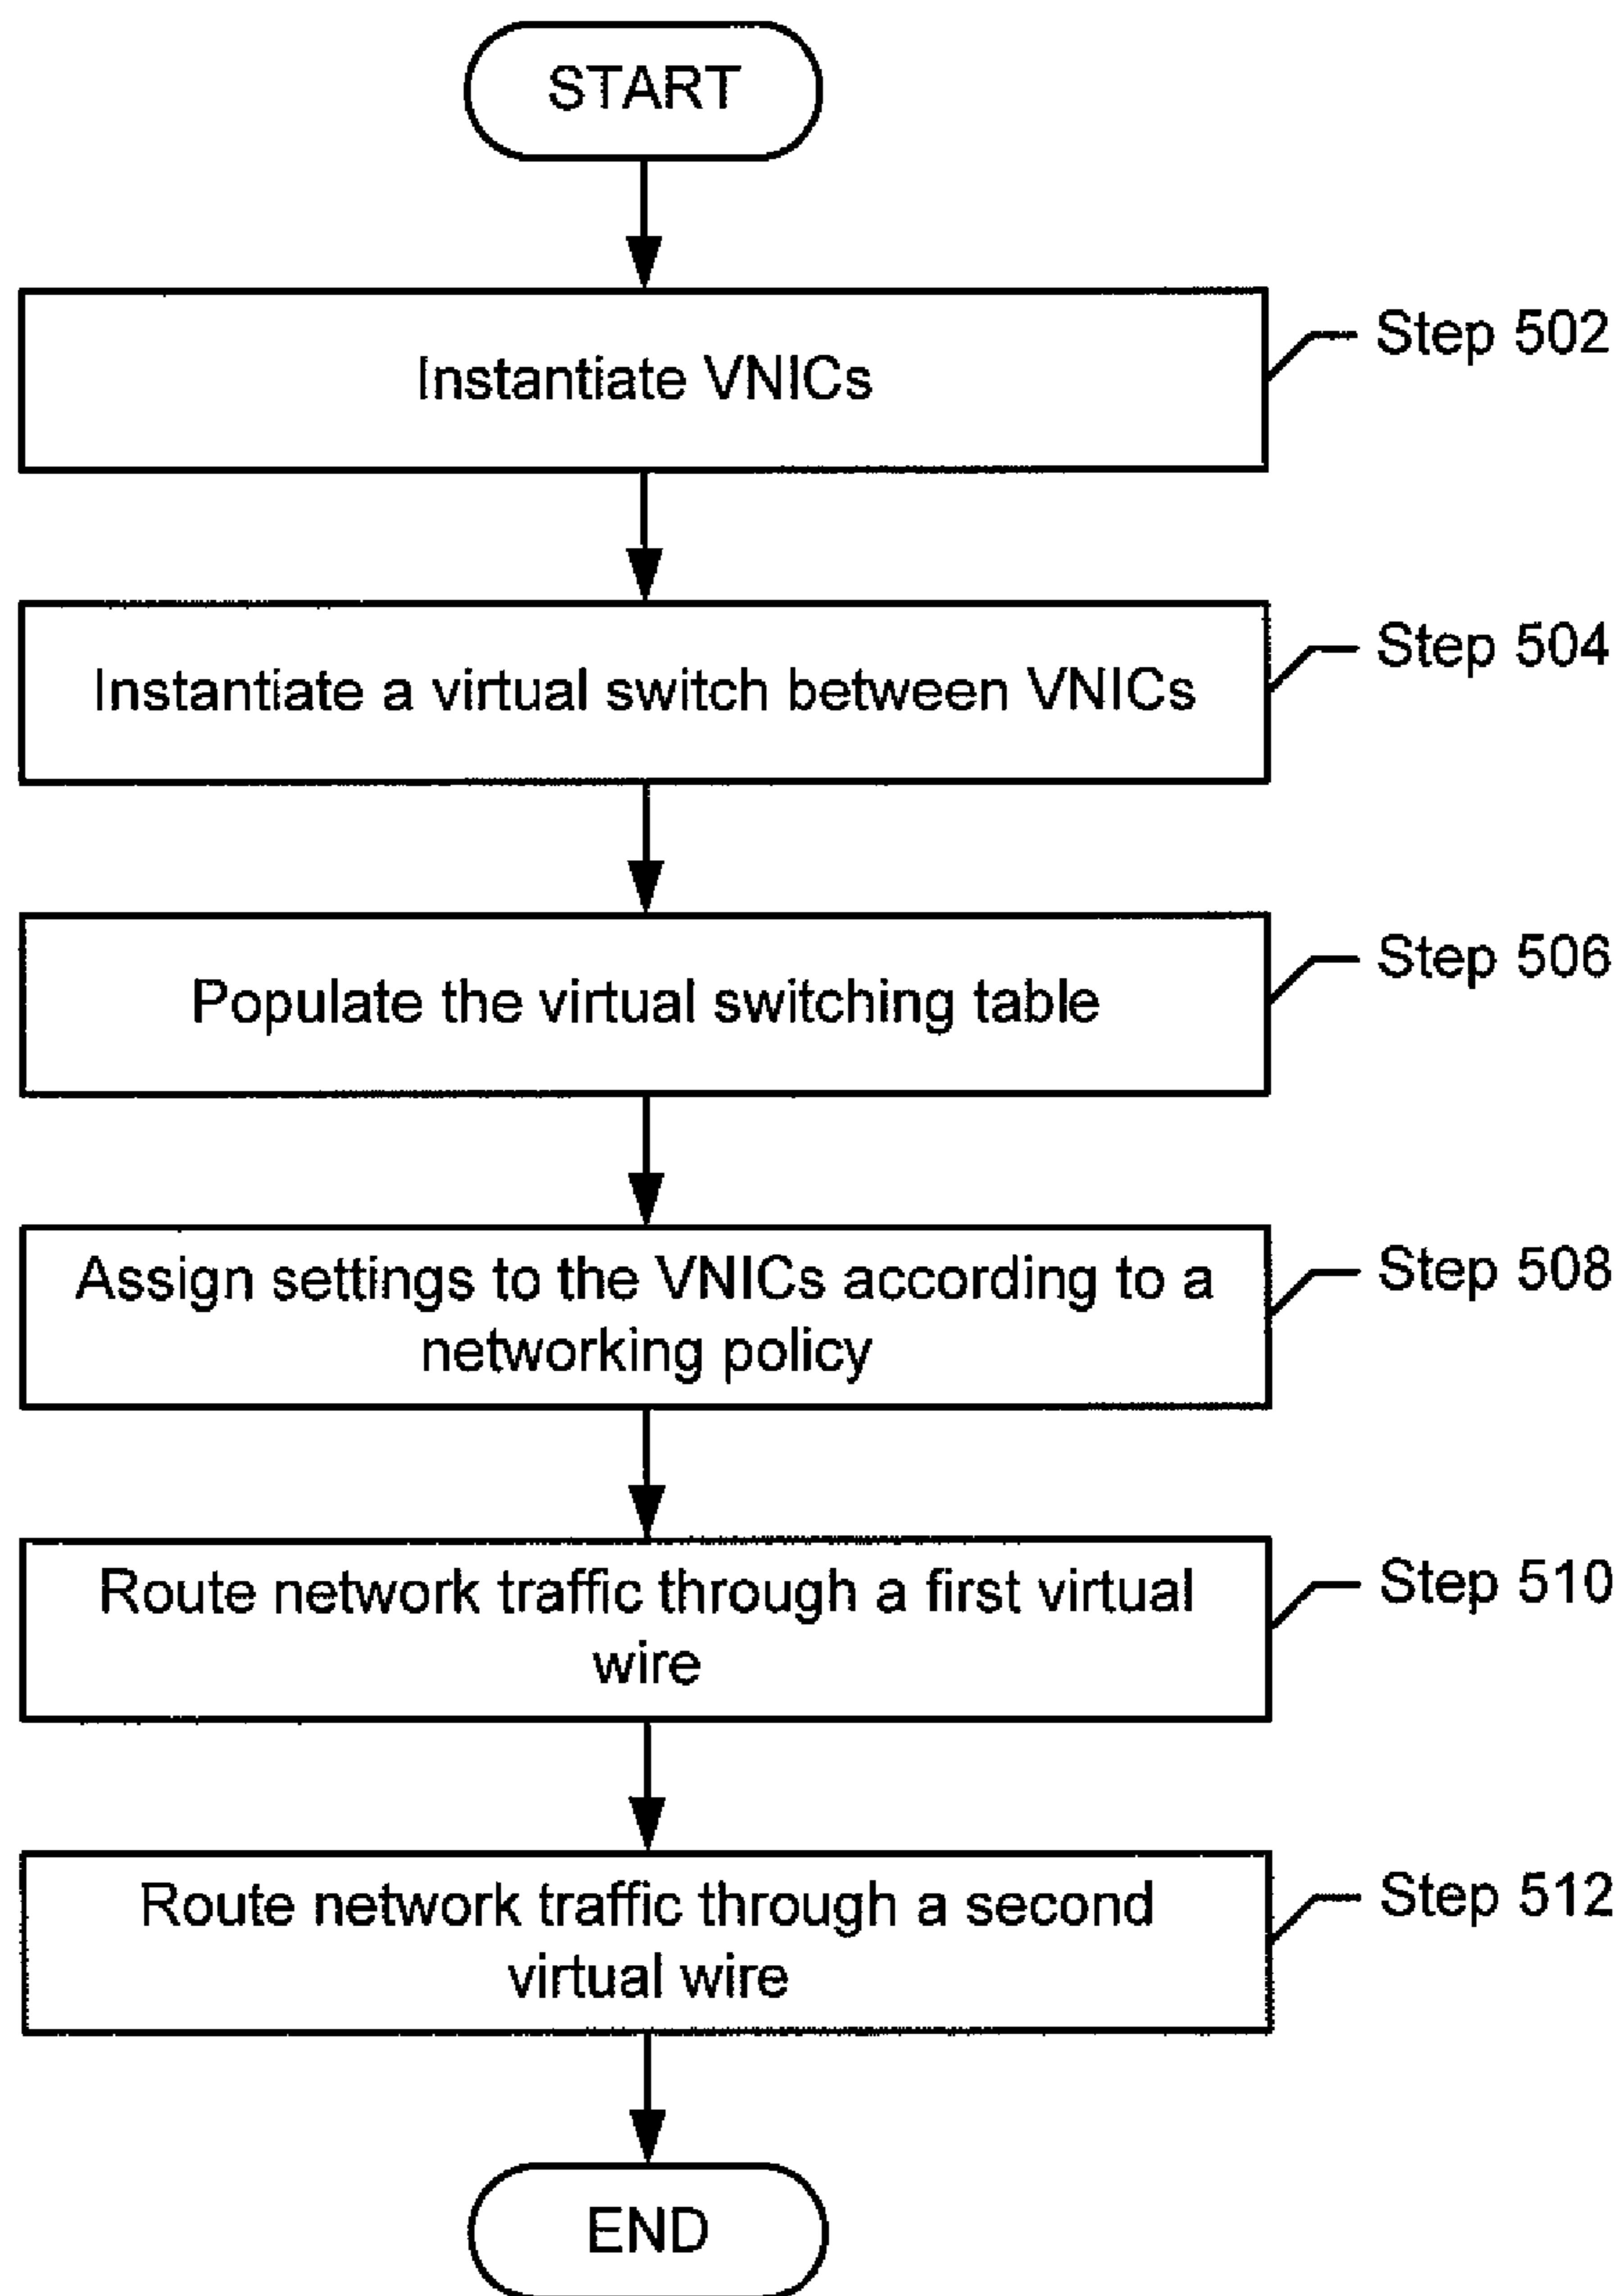 START
Instantiate VNICs
Step 502
Instantiate a virtual switch between VNICs
Step 504
Populate the virtual switching table
Step 506
Assign settings to the VNICs according to a
networking policy
Step 508
Route network traffic through a first virtual
wire
Step 510
Route network traffic through a second
virtual wire
Step 512
END